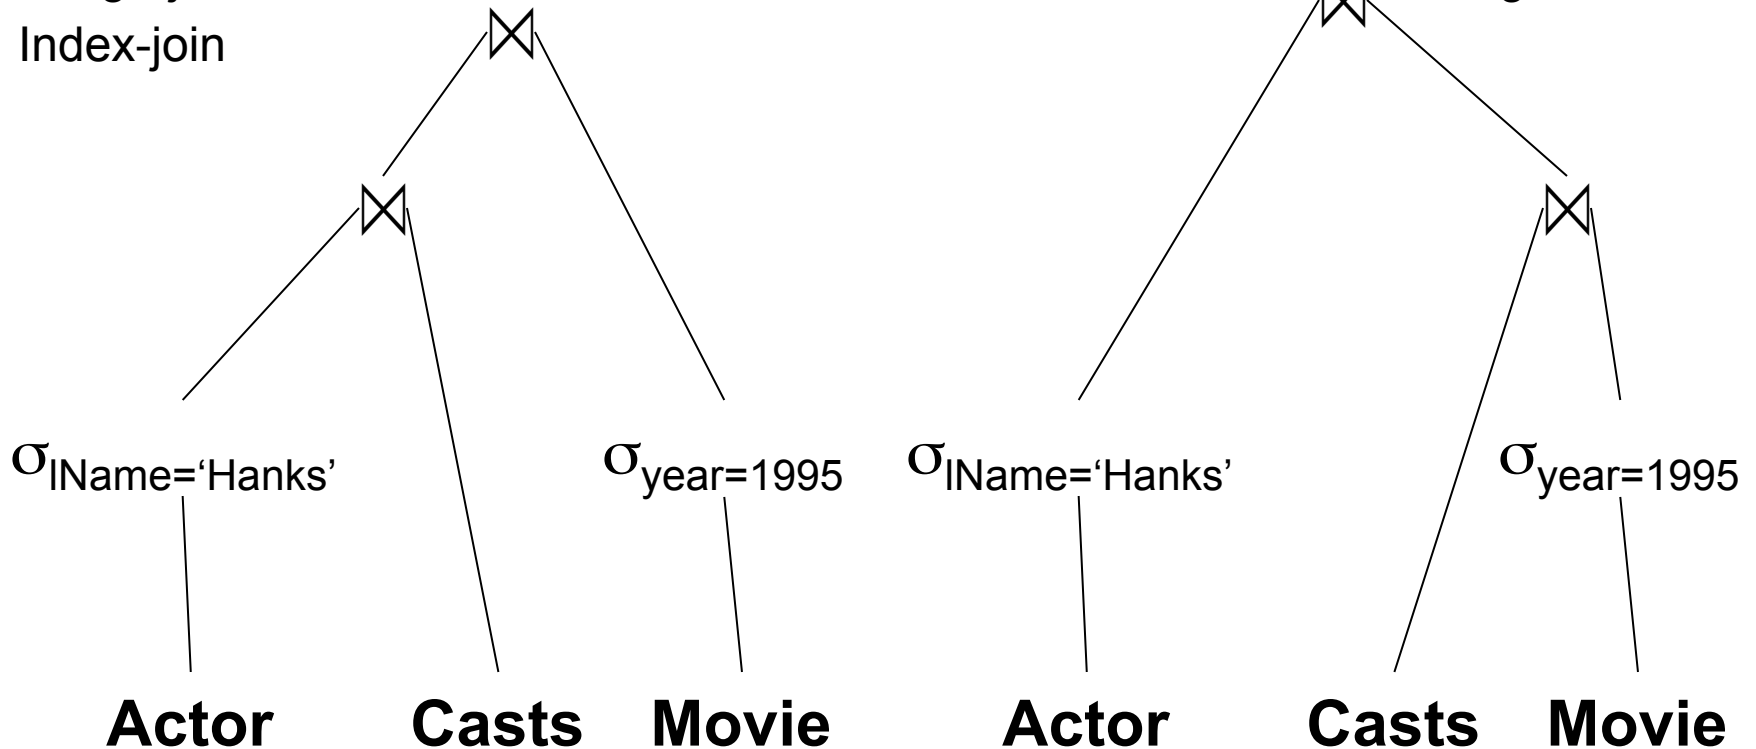 Index-join
⋈
⋈
⋈
⋈
σlName=‘Hanks’ σyear=1995 σlName=‘Hanks’ σyear=1995
Actor Casts Movie Actor Casts Movie